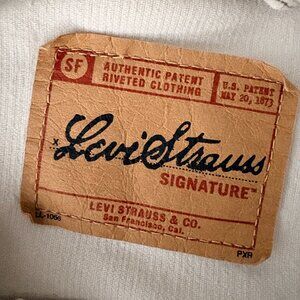 SF
AUTHENTIC PATENT
RIVETED CLOTHING
U.S. PATENT
MAY 20, 1873
x Levi Strauss
SIGNATURE™
LEVI STRAUSS & CO.
San Francisco, Cal.
PXR